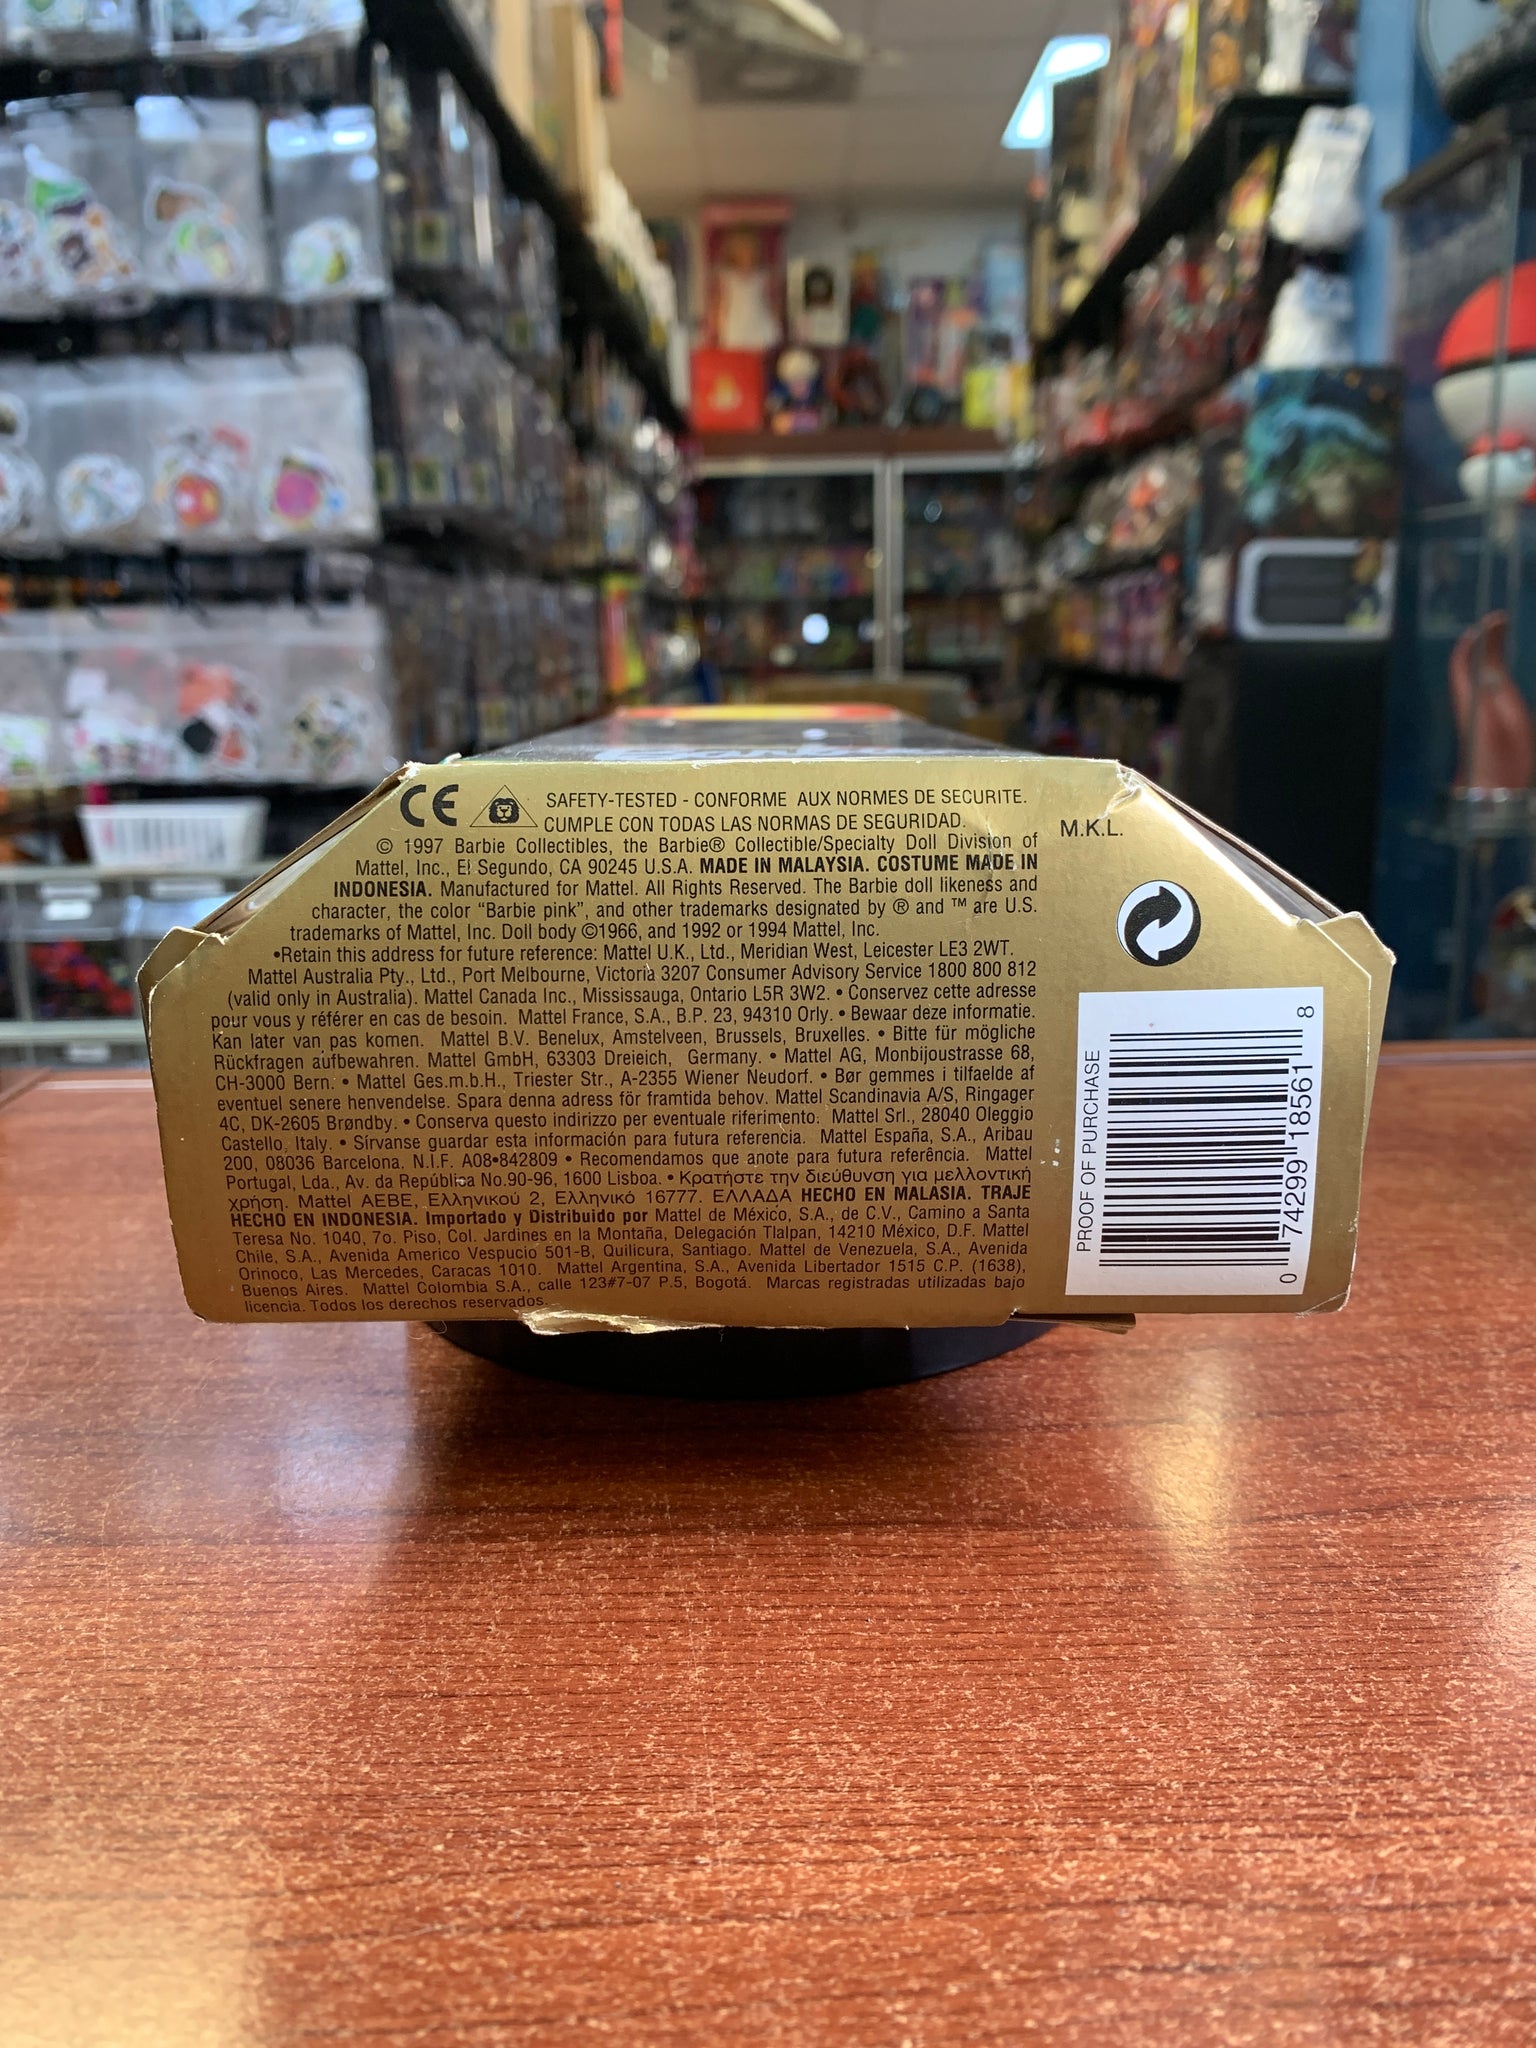 CE
SAFETY-TESTED - CONFORME AUX NORMES DE SECURITE.
CUMPLE CON TODAS LAS NORMAS DE SEGURIDAD.
© 1997 Barbie Collectibles, the Barbie® Collectible/Specialty Doll Division of
Mattel, Inc., El Segundo, CA 90245 U.S.A. MADE IN MALAYSIA. COSTUME MADE IN
INDONESIA. Manufactured for Mattel. All Rights Reserved. The Barbie doll likeness and
character, the color “Barbie pink”, and other trademarks designated by ® and ™ are U.S.
trademarks of Mattel, Inc. Doll body ©1966, and 1992 or 1994 Mattel, Inc.
•Retain this address for future reference: Mattel U.K., Ltd., Meridian West, Leicester LE3 2WT.
Mattel Australia Pty., Ltd., Port Melbourne, Victoria 3207 Consumer Advisory Service 1800 800 812
(valid only in Australia). Mattel Canada Inc., Mississauga, Ontario L5R 3W2. • Conservez cette adresse
pour vous y référer en cas de besoin. Mattel France, S.A., B.P. 23, 94310 Orly. • Bewaar deze informatie.
Kan later van pas komen. Mattel B.V. Benelux, Amstelveen, Brussels, Bruxelles. • Bitte für mögliche
Rückfragen aufbewahren. Mattel GmbH, 63303 Dreieich, Germany. • Mattel AG, Monbijoustrasse 68,
CH-3000 Bern. • Mattel Ges.m.b.H., Triester Str., A-2355 Wiener Neudorf. • Bør gemmes i tilfaelde af
eventuel senere henvendelse. Spara denna adress för framtida behov. Mattel Scandinavia A/S, Ringager
4C, DK-2605 Brøndby. • Conserva questo indirizzo per eventuale riferimento. Mattel Srl., 28040 Oleggio
Castello, Italy. • Sírvanse guardar esta información para futura referencia. Mattel España, S.A., Aribau
200, 08036 Barcelona. N.I.F. A08•842809 • Recomendamos que anote para futura referência. Mattel
Portugal, Lda., Av. da República No.90-96, 1600 Lisboa. • Κρατήστε την διεύθυνση για μελλοντική
χρήση. Mattel AEBE, Ελληνικού 2, Ελληνικό 16777. ΕΛΛΑΔΑ HECHO EN MALASIA. TRAJE
HECHO EN INDONESIA. Importado y Distribuido por Mattel de México, S.A., de C.V., Camino a Santa
Teresa No. 1040, 7o. Piso, Col. Jardines en la Montaña, Delegación Tlalpan, 14210 México, D.F. Mattel
Chile, S.A., Avenida Americo Vespucio 501-B, Quilicura, Santiago. Mattel de Venezuela, S.A., Avenida
Orinoco, Las Mercedes, Caracas 1010. Mattel Argentina, S.A., Avenida Libertador 1515 C.P. (1638),
Buenos Aires. Mattel Colombia S.A., calle 123#7-07 P.5, Bogotá. Marcas registradas utilizadas bajo
licencia. Todos los derechos reservados.
M.K.L.
PROOF OF PURCHASE
0 74299 18561 8